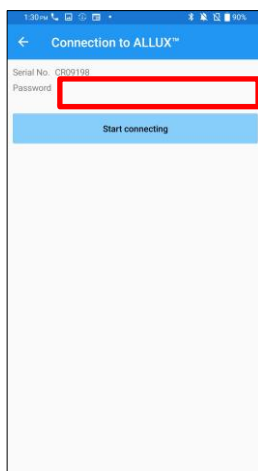 1:30 PM 90%
Connection to ALLUX™
Serial No. CR09198
Password
Start connecting